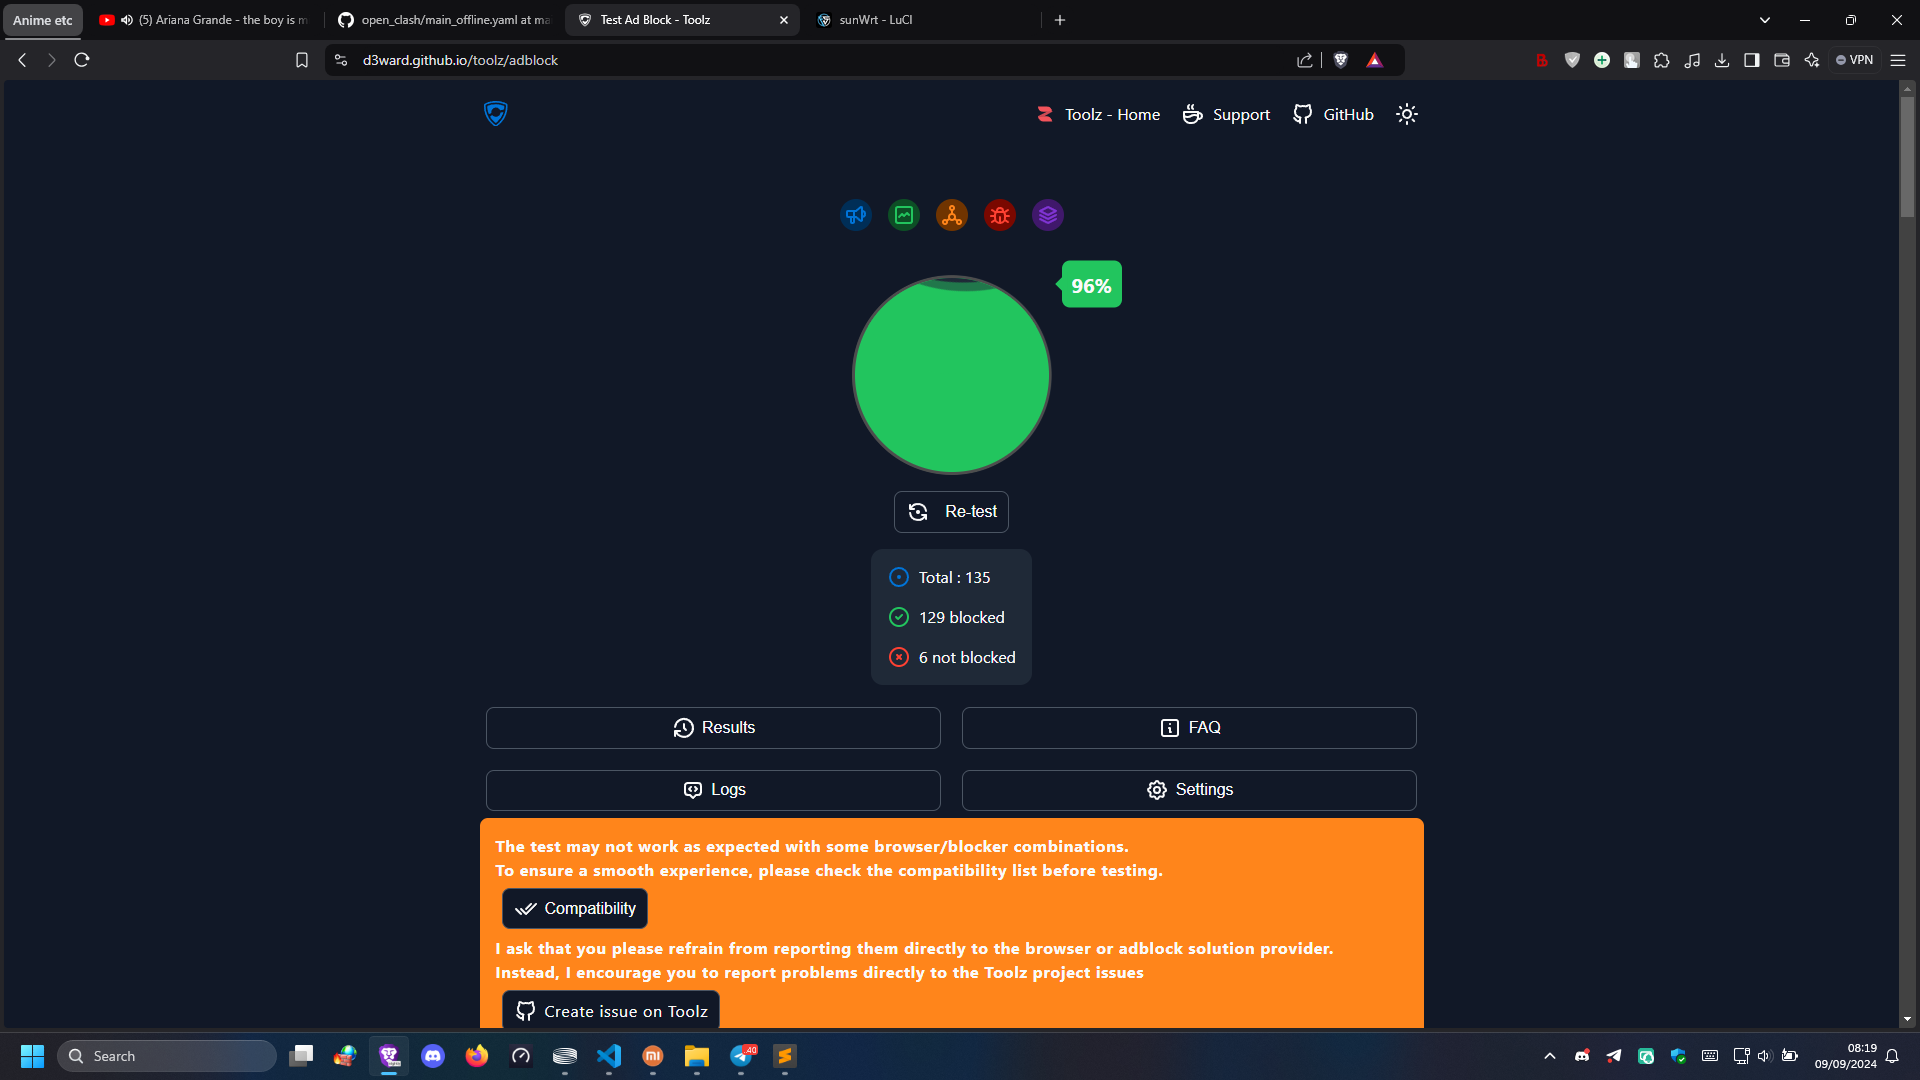 Anime etc
(5) Ariana Grande - the boy is m
open_clash/main_offline.yaml at ma
Test Ad Block - Toolz
sunWrt - LuCI
d3ward.github.io/toolz/adblock
VPN
Toolz - Home
Support
GitHub
96%
Re-test
Total : 135
129 blocked
6 not blocked
Results
FAQ
Logs
Settings
The test may not work as expected with some browser/blocker combinations.
To ensure a smooth experience, please check the compatibility list before testing.
Compatibility
I ask that you please refrain from reporting them directly to the browser or adblock solution provider.
Instead, I encourage you to report problems directly to the Toolz project issues
Create issue on Toolz
Search
08:19
09/09/2024